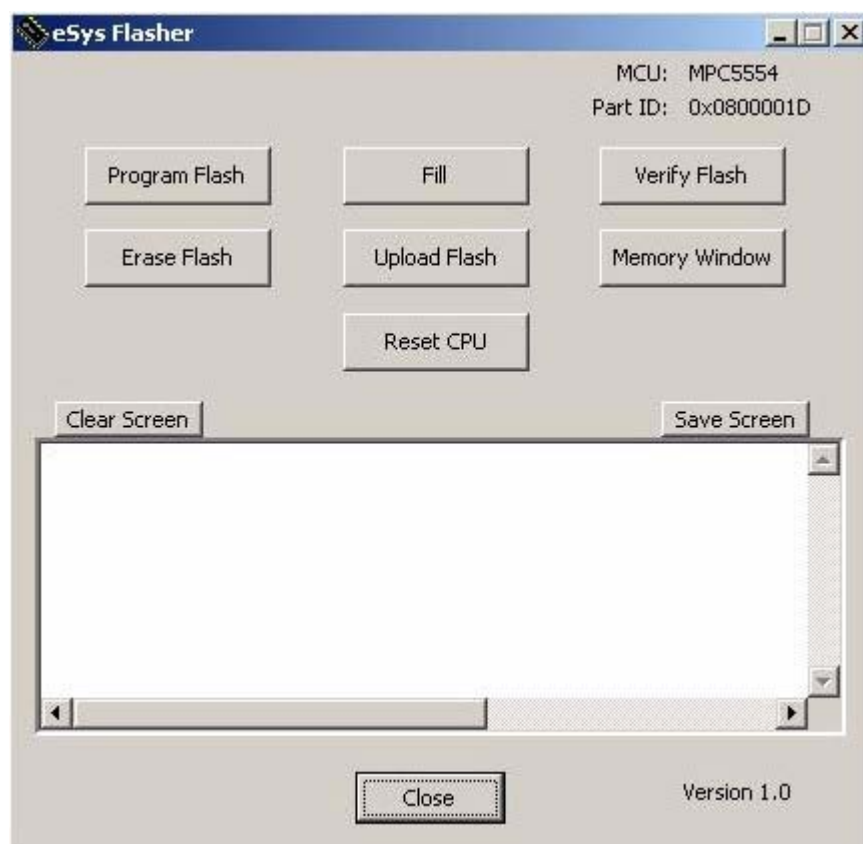 eSys Flasher
MCU: MPC5554
Part ID: 0x0800001D
Program Flash Fill Verify Flash
Erase Flash Upload Flash Memory Window
Reset CPU
Clear Screen Save Screen
Close Version 1.0